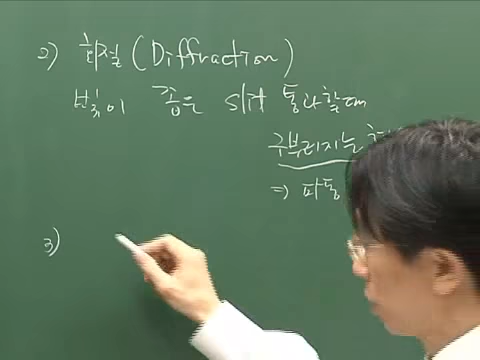 2) 회절 (Diffraction)
빛이 좁은 slit 통과할 때
구부러지는
⇒ 파동
3)